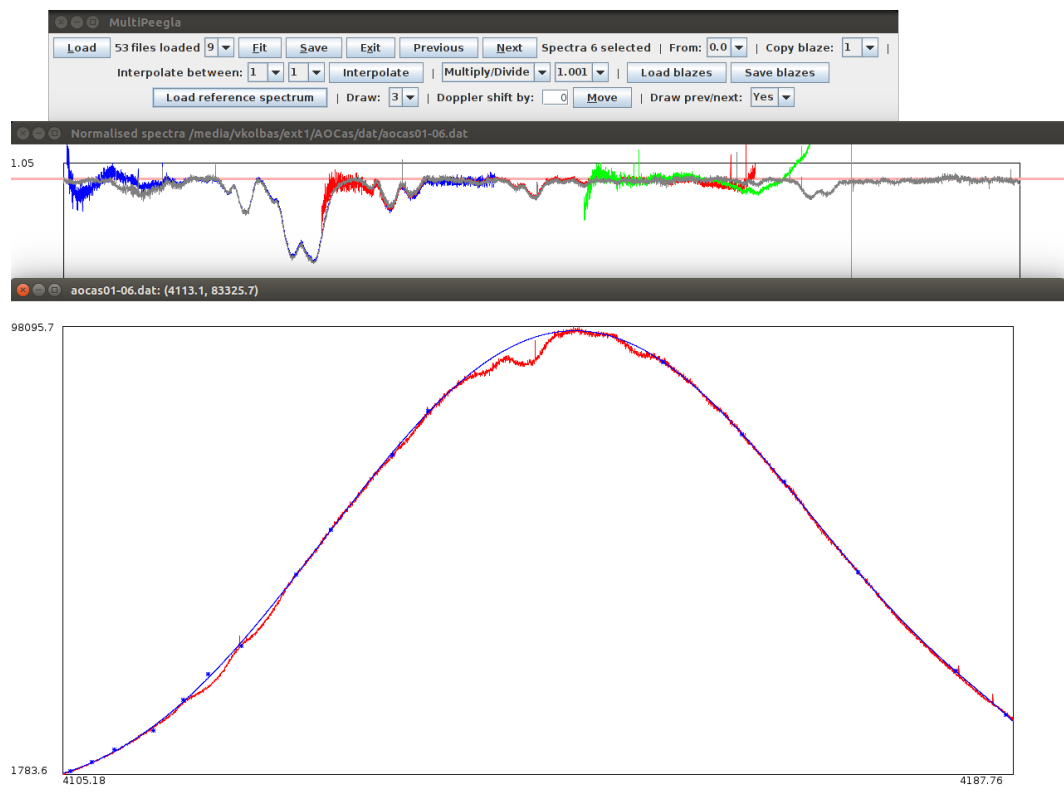 MultiPeegla
Load 53 files loaded 9 Fit Save Exit Previous Next Spectra 6 selected | From: 0.0 | Copy blaze: 1 |
Interpolate between: 1 1 Interpolate | Multiply/Divide 1.001 | Load blazes Save blazes
Load reference spectrum | Draw: 3 | Doppler shift by: 0 Move | Draw prev/next: Yes
Normalised spectra /media/vkolbas/ext1/AOCas/dat/aocas01-06.dat
1.05
aocas01-06.dat: (4113.1, 83325.7)
98095.7
1783.6
4105.18 4187.76